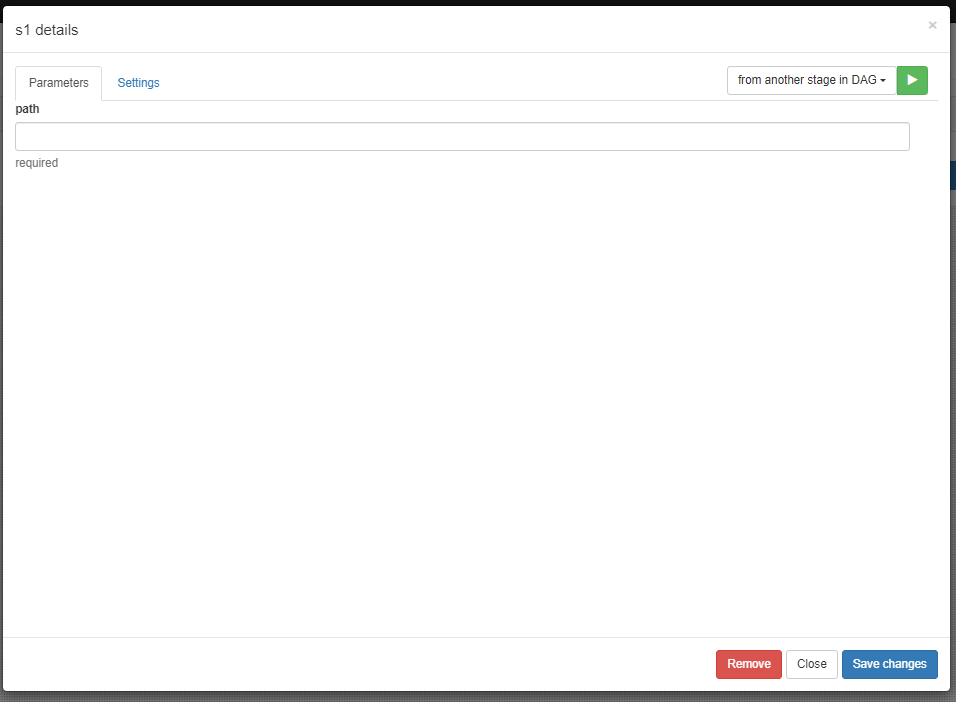 s1 details
×
Parameters
Settings
from another stage in DAG
path
required
Remove
Close
Save changes